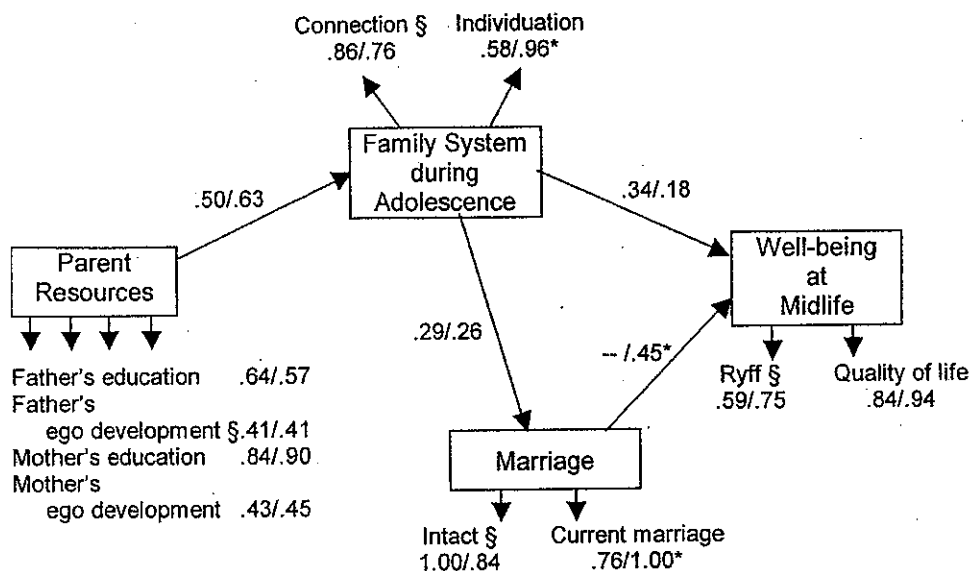 Connection §
.86/.76
Individuation
.58/.96*
Family System
during
Adolescence
.50/.63
.34/.18
Parent
Resources
Well-being
at
Midlife
.29/.26
-- /.45*
Father's education .64/.57
Father's
ego development §.41/.41
Mother's education .84/.90
Mother's
ego development .43/.45
Ryff §
.59/.75
Quality of life
.84/.94
Marriage
Intact §
1.00/.84
Current marriage
.76/1.00*